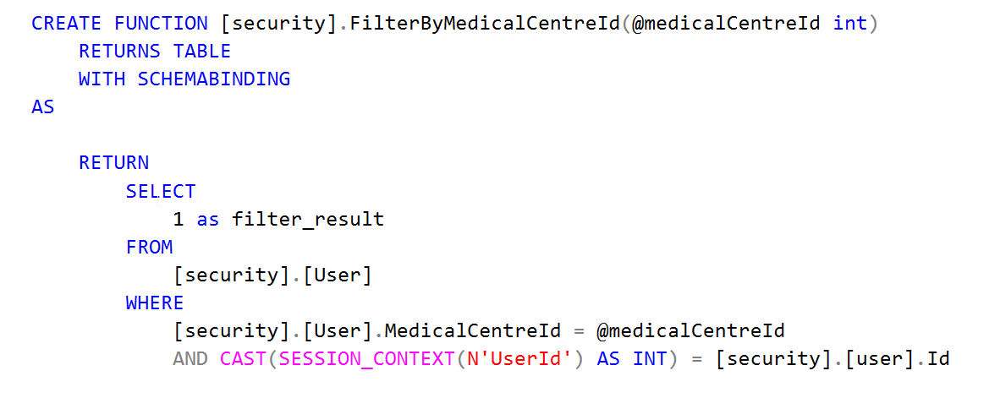 CREATE FUNCTION [security].FilterByMedicalCentreId(@medicalCentreId int)
RETURNS TABLE
WITH SCHEMABINDING
AS
RETURN
SELECT
1 as filter_result
FROM
[security].[User]
WHERE
[security].[User].MedicalCentreId = @medicalCentreId
AND CAST(SESSION_CONTEXT(N'UserId') AS INT) = [security].[user].Id